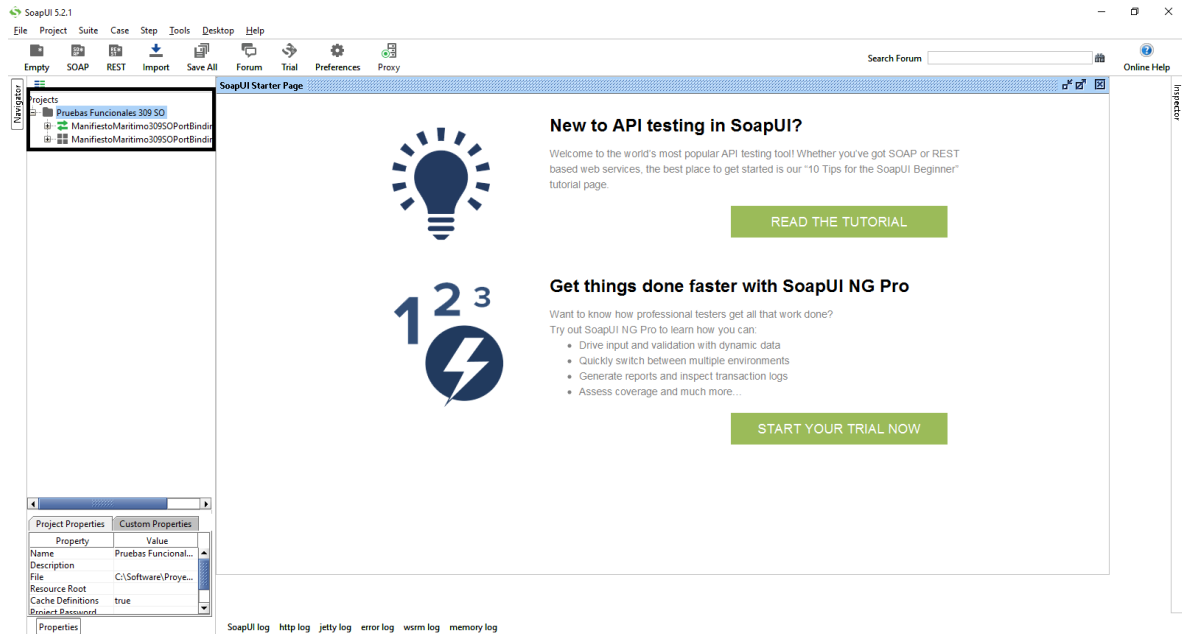 SoapUI 5.2.1
File Project Suite Case Step Tools Desktop Help
Empty SOAP REST Import Save All Forum Trial Preferences Proxy
Search Forum
Online Help
Navigator
Projects
Pruebas Funcionales 309 SO
ManifiestoMaritimo309SOPortBindin
ManifiestoMaritimo309SOPortBindin
SoapUI Starter Page
Inspector
New to API testing in SoapUI?
Welcome to the world's most popular API testing tool! Whether you've got SOAP or REST
based web services, the best place to get started is our "10 Tips for the SoapUI Beginner"
tutorial page.
READ THE TUTORIAL
1 2 3
Get things done faster with SoapUI NG Pro
Want to know how professional testers get all that work done?
Try out SoapUI NG Pro to learn how you can:
Drive input and validation with dynamic data
Quickly switch between multiple environments
Generate reports and inspect transaction logs
Assess coverage and much more...
START YOUR TRIAL NOW
Project Properties Custom Properties
Property Value
Name Pruebas Funcional...
Description
File C:\Software\Proye...
Resource Root
Cache Definitions true
Project Password
Properties
SoapUI log http log jetty log error log wsrm log memory log